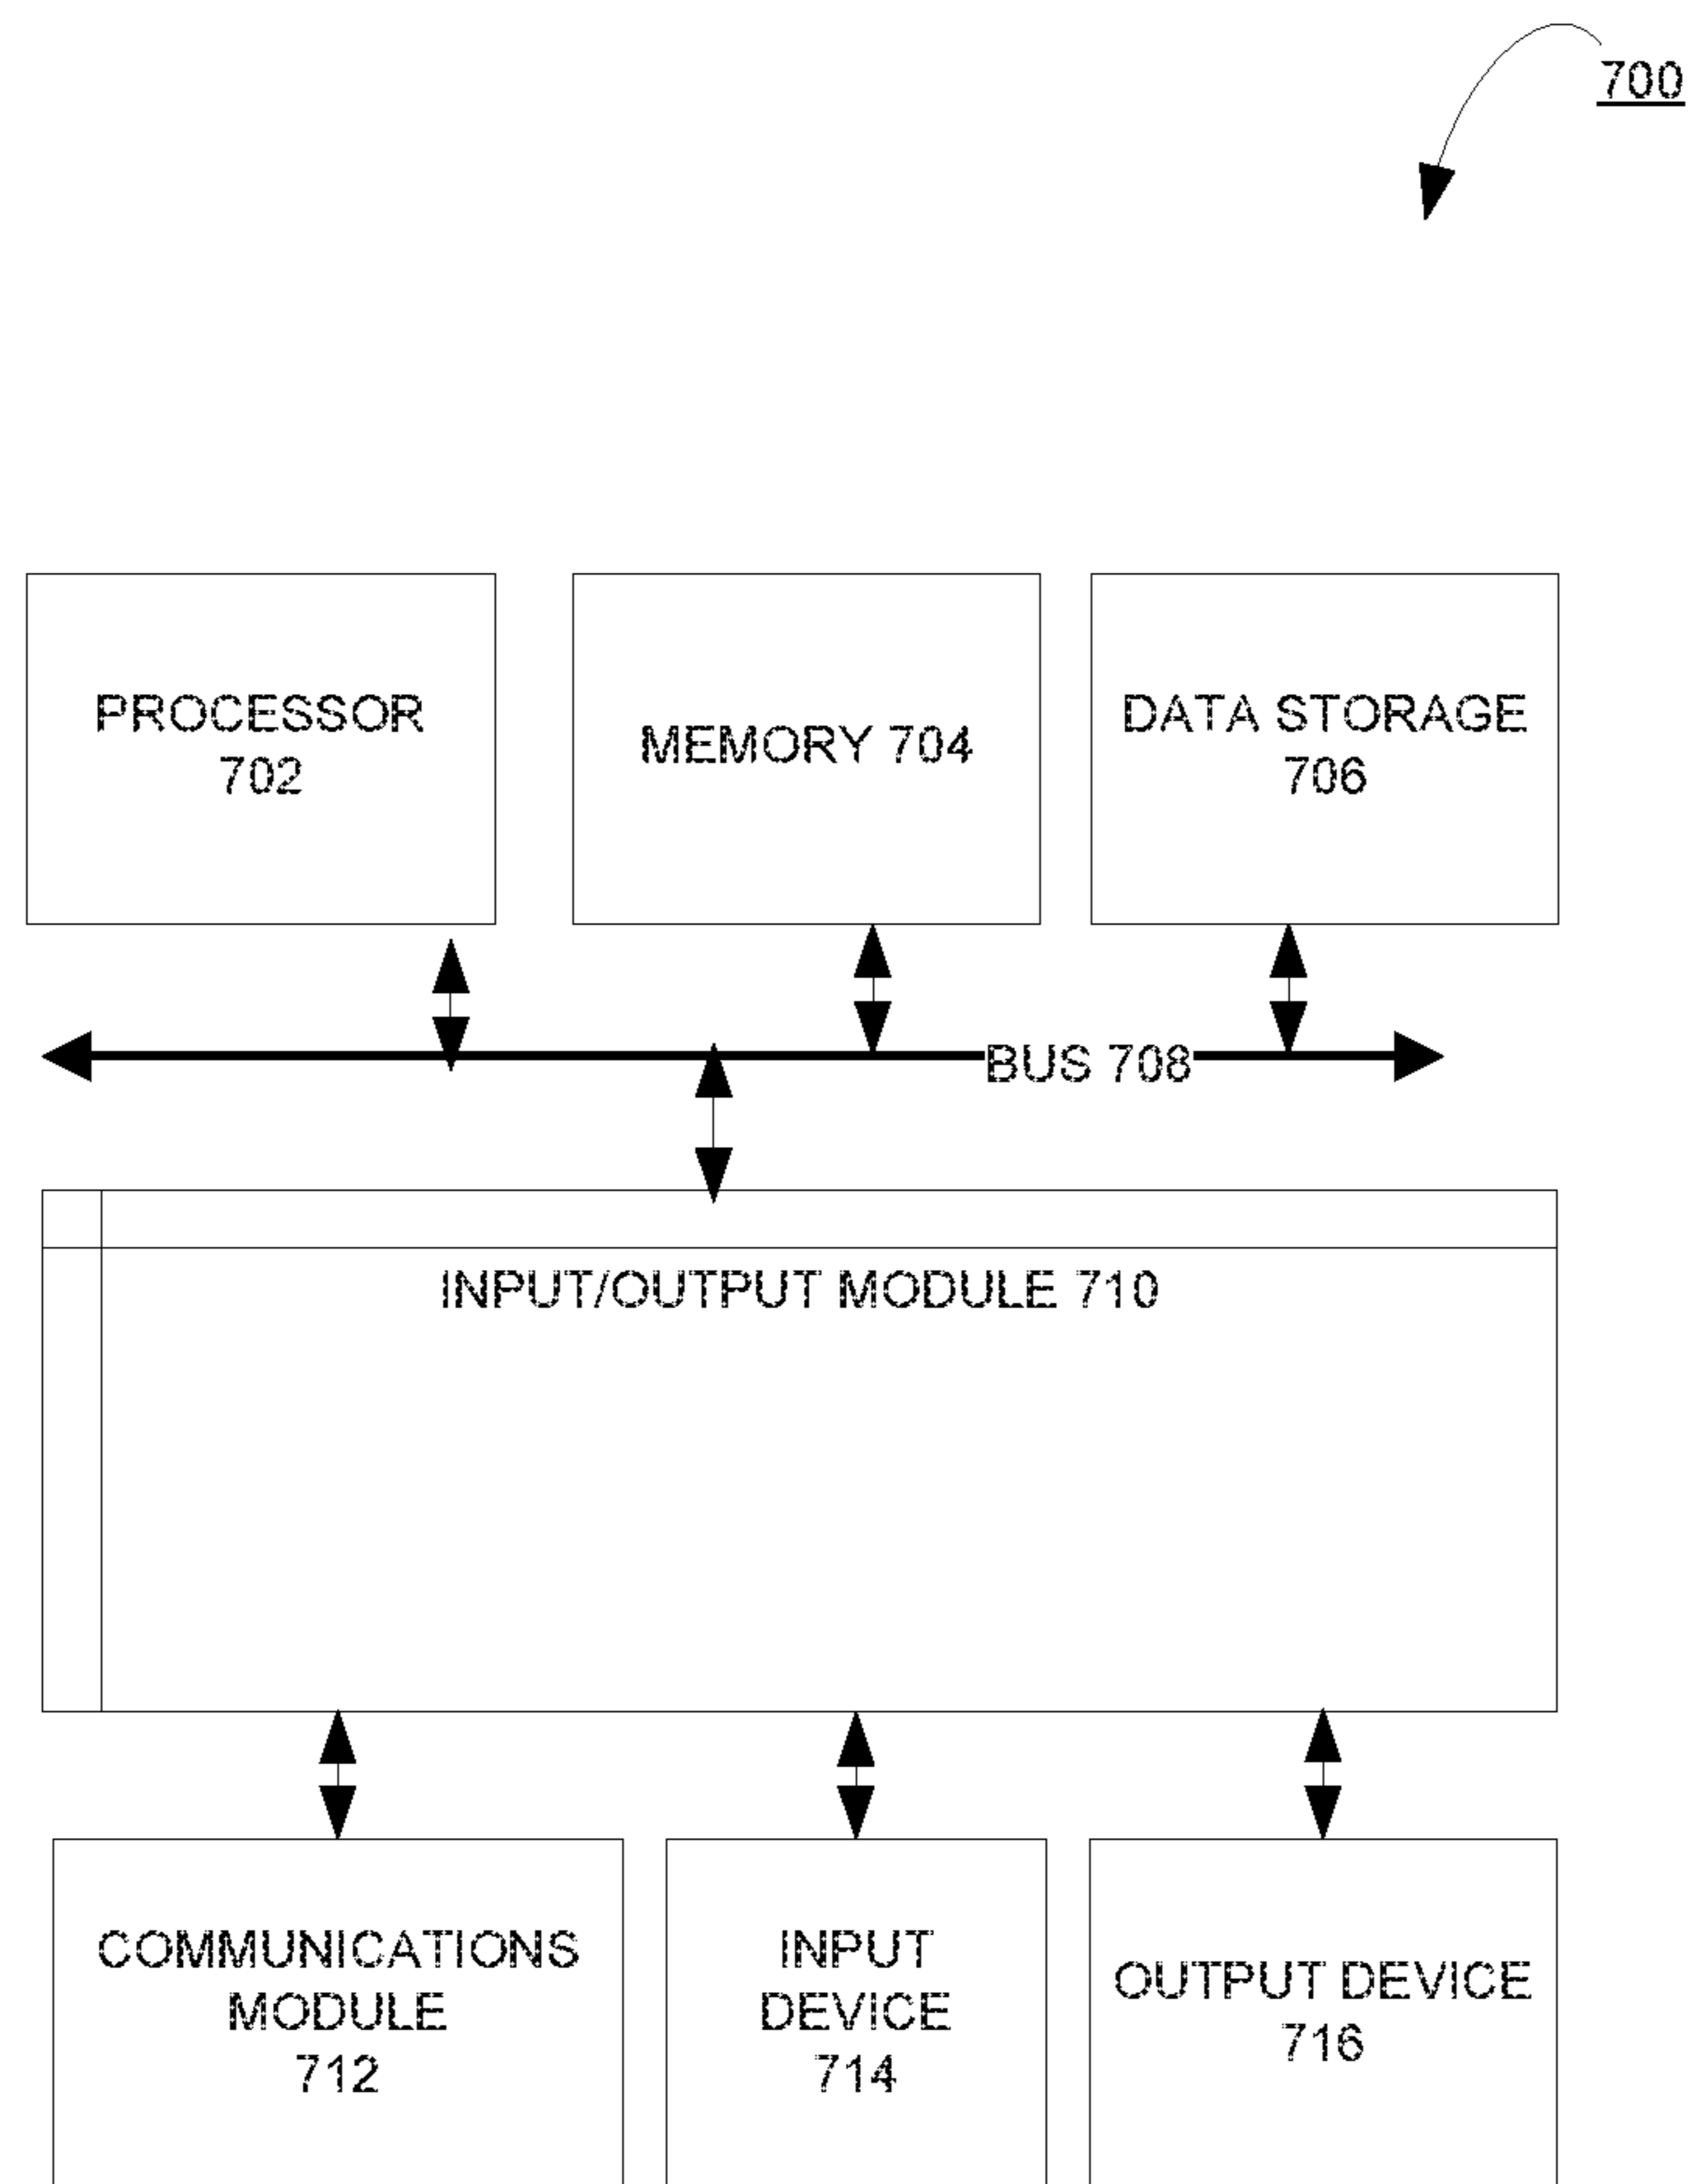 700
PROCESSOR
702
MEMORY 704
DATA STORAGE
706
BUS 708
INPUT/OUTPUT MODULE 710
COMMUNICATIONS
MODULE
712
INPUT
DEVICE
714
OUTPUT DEVICE
716